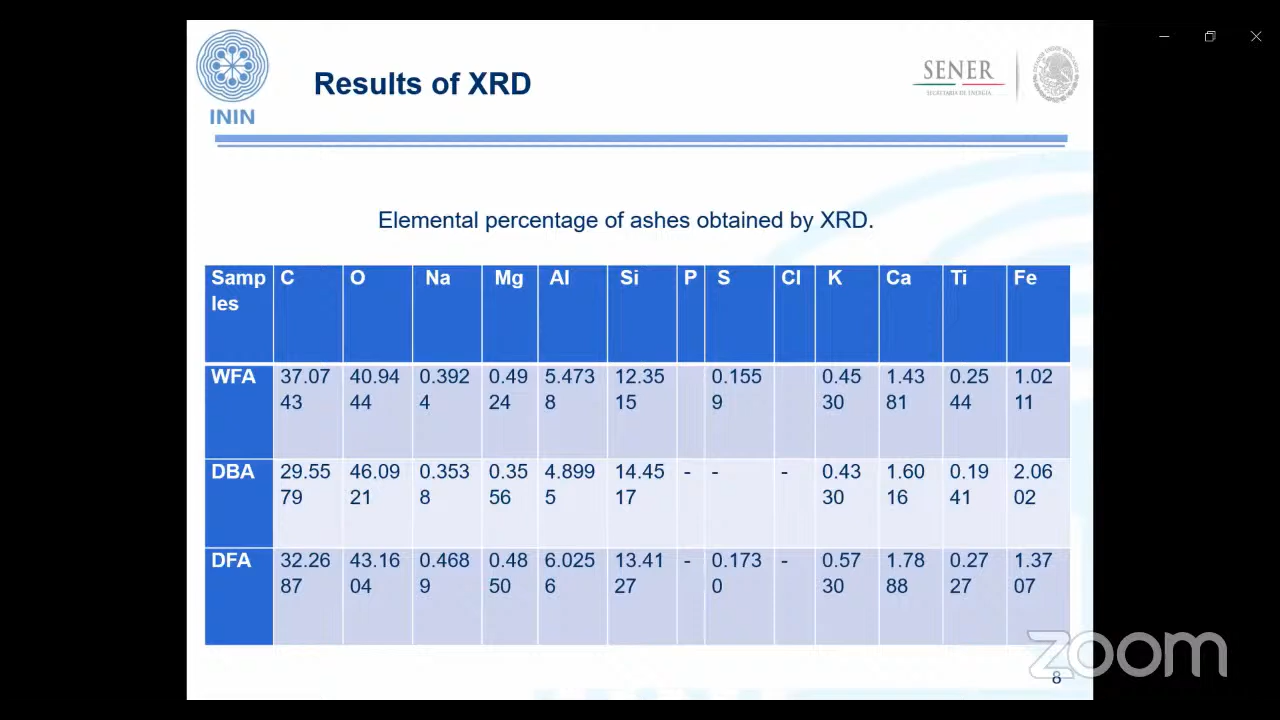 Results of XRD
ININ
SENER
SECRETARÍA DE ENERGÍA
Elemental percentage of ashes obtained by XRD.
Samp C O Na Mg Al Si P S Cl K Ca Ti Fe
les
WFA 37.07 40.94 0.392 0.49 5.473 12.35 0.155 0.45 1.43 0.25 1.02
43 44 4 24 8 15 9 30 81 44 11
DBA 29.55 46.09 0.353 0.35 4.899 14.45 - - - 0.43 1.60 0.19 2.06
79 21 8 56 5 17 30 16 41 02
DFA 32.26 43.16 0.468 0.48 6.025 13.41 - 0.173 - 0.57 1.78 0.27 1.37
87 04 9 50 6 27 0 30 88 27 07
zoom
8